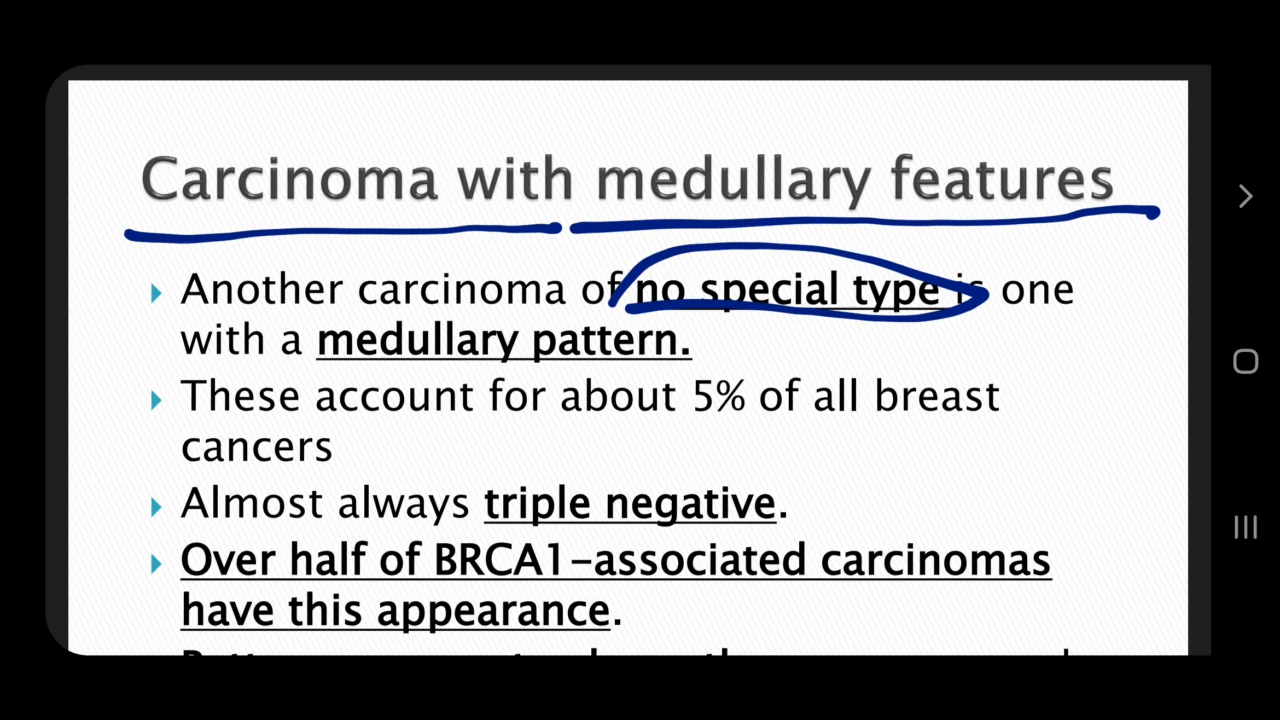 Carcinoma with medullary features
Another carcinoma of no special type is one
with a medullary pattern.
These account for about 5% of all breast
cancers
Almost always triple negative.
Over half of BRCA1-associated carcinomas
have this appearance.